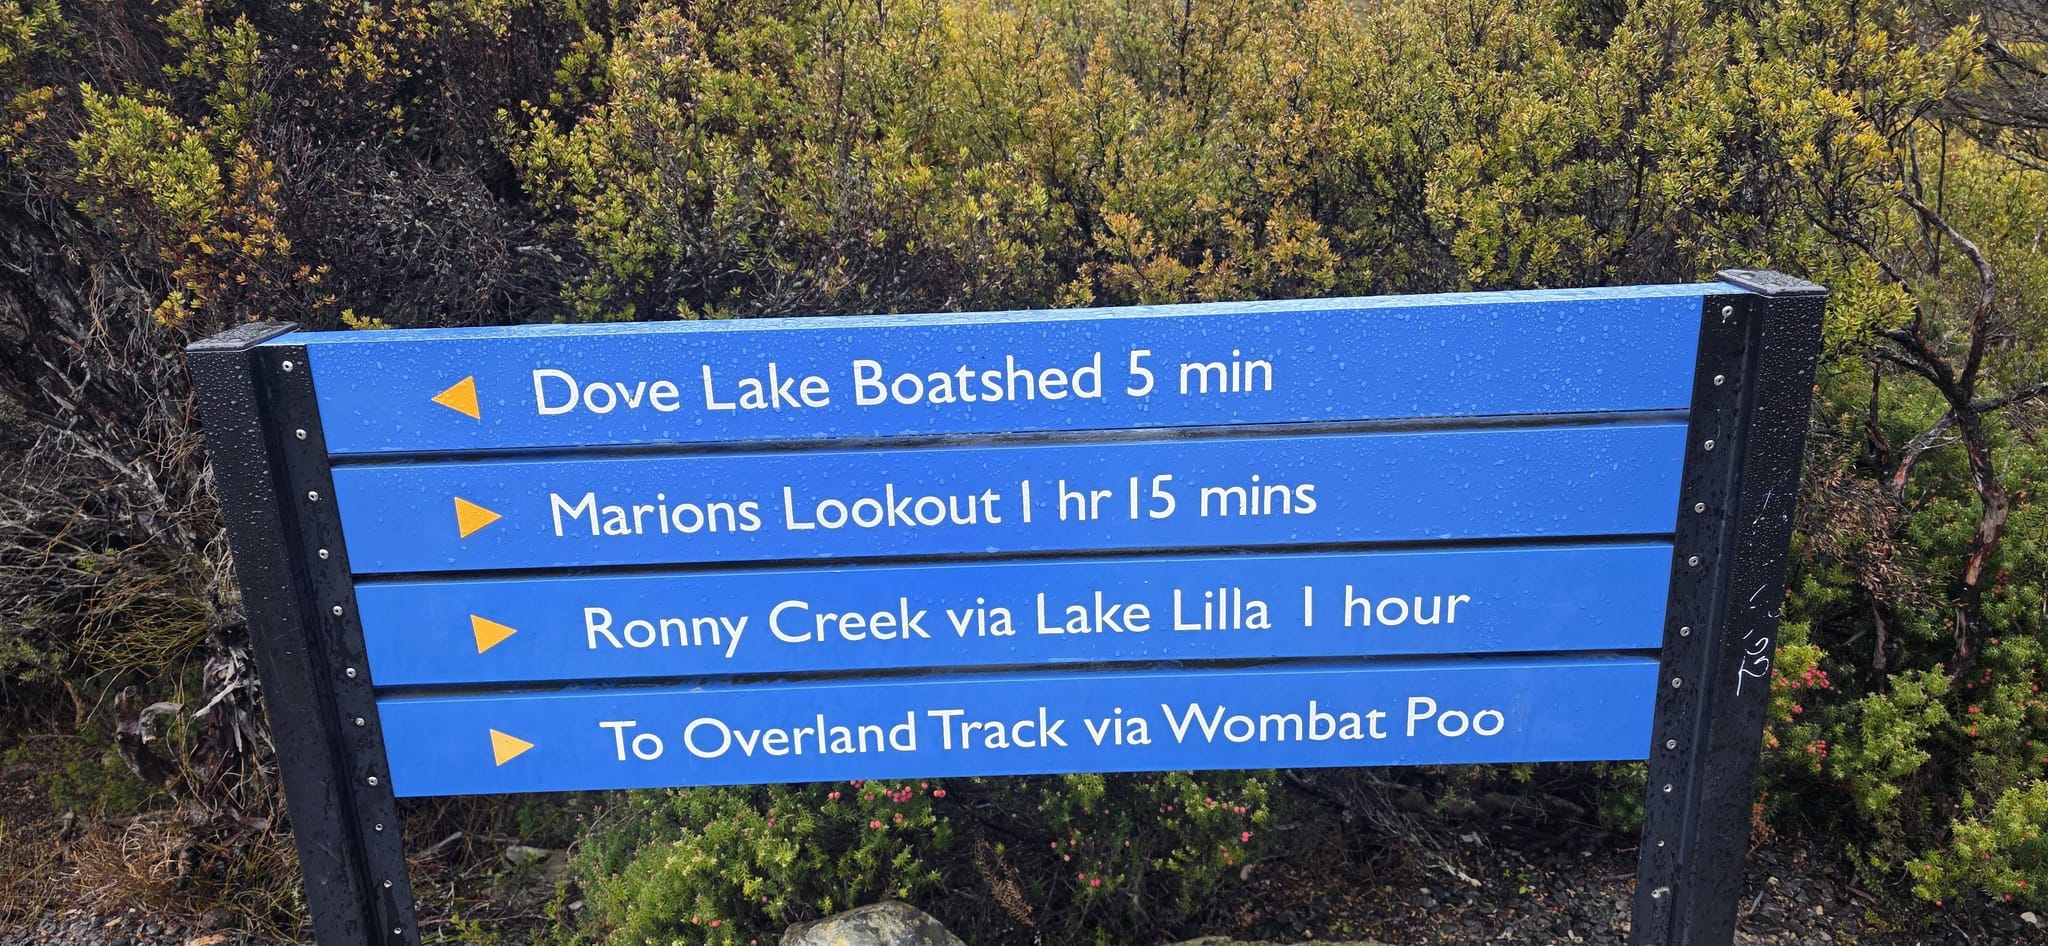 Dove Lake Boatshed 5 min
Marions Lookout 1 hr 15 mins
Ronny Creek via Lake Lilla 1 hour
To Overland Track via Wombat Poo